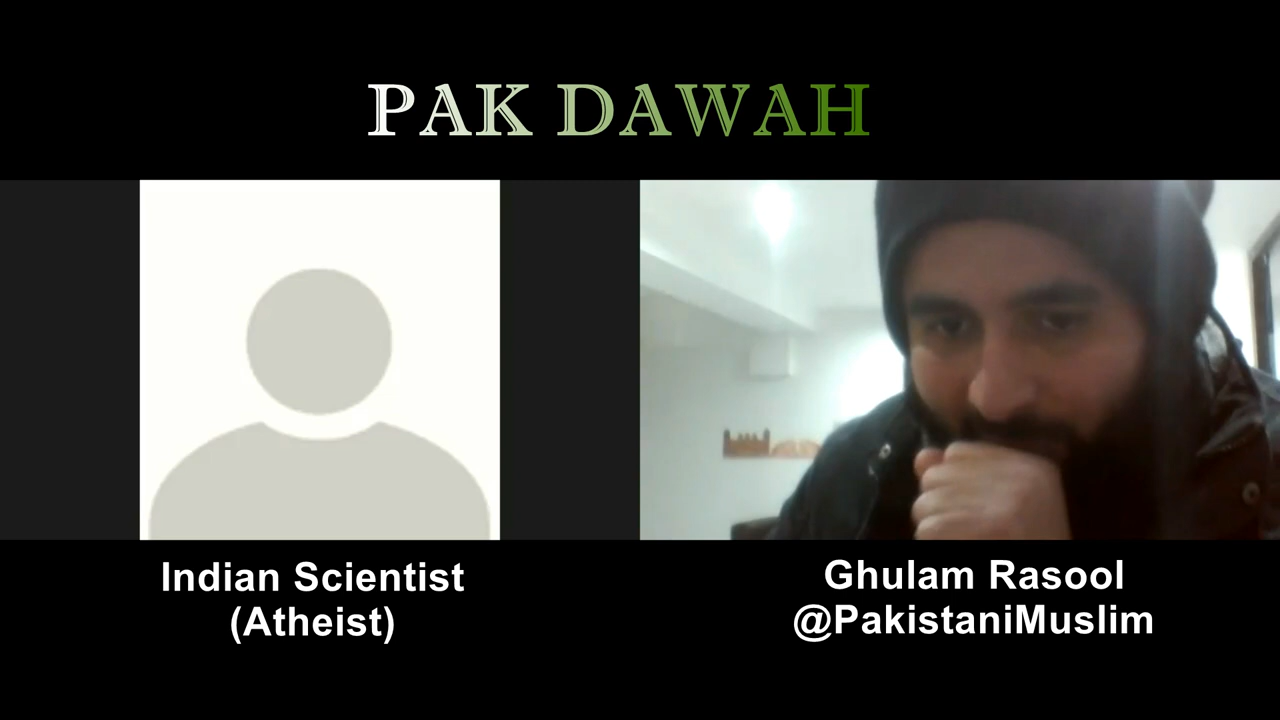 PAK DAWAH
Indian Scientist
(Atheist)
Ghulam Rasool
@PakistaniMuslim